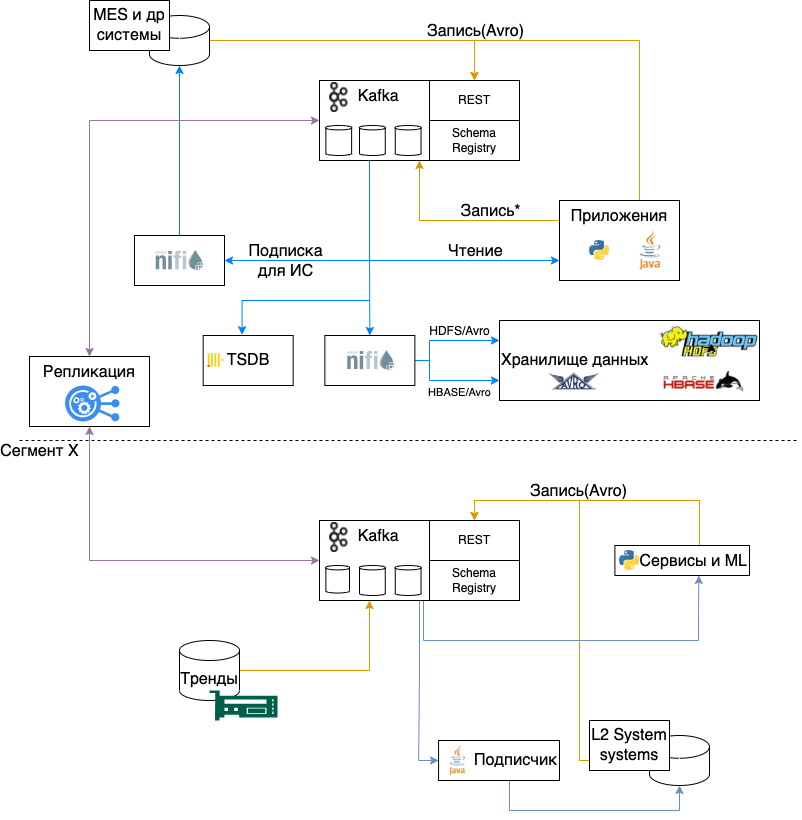 MES и др
системы
Запись(Avro)
Kafka
REST
Schema
Registry
Запись*
Приложения
Java
nifi
Подписка
для ИС
Чтение
TSDB
nifi
HDFS/Avro
HBASE/Avro
Хранилище данных
hadoop
HDFS
AVRO
APACHE
HBASE
Репликация
Сегмент X
Запись(Avro)
Kafka
REST
Schema
Registry
Сервисы и ML
Тренды
Java
Подписчик
L2 System
systems